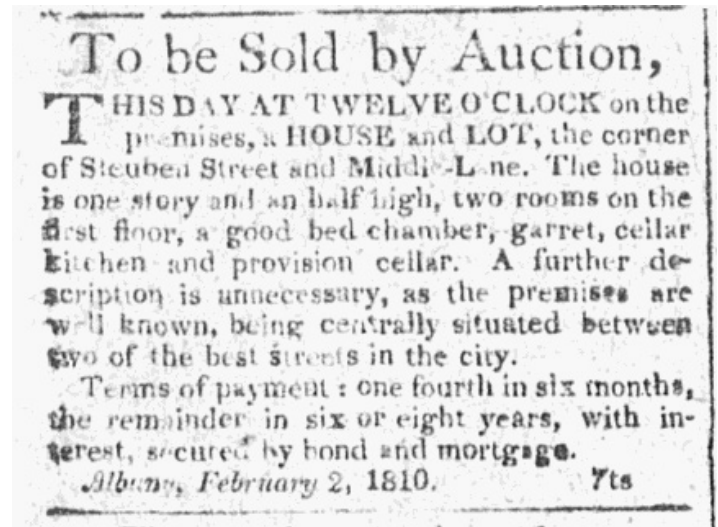 To be Sold by Auction,
THIS DAY AT TWELVE O'CLOCK on the
premises, a HOUSE and LOT, the corner
of Steuben Street and Middle-Lane. The house
is one story and an half high, two rooms on the
first floor, a good bed chamber, garret, cellar
kitchen and provision cellar. A further de-
scription is unnecessary, as the premises are
well known, being centrally situated between
two of the best streets in the city.
Terms of payment : one fourth in six months,
the remainder in six or eight years, with in-
terest, secured by bond and mortgage.
Albany, February 2, 1810. 7ts